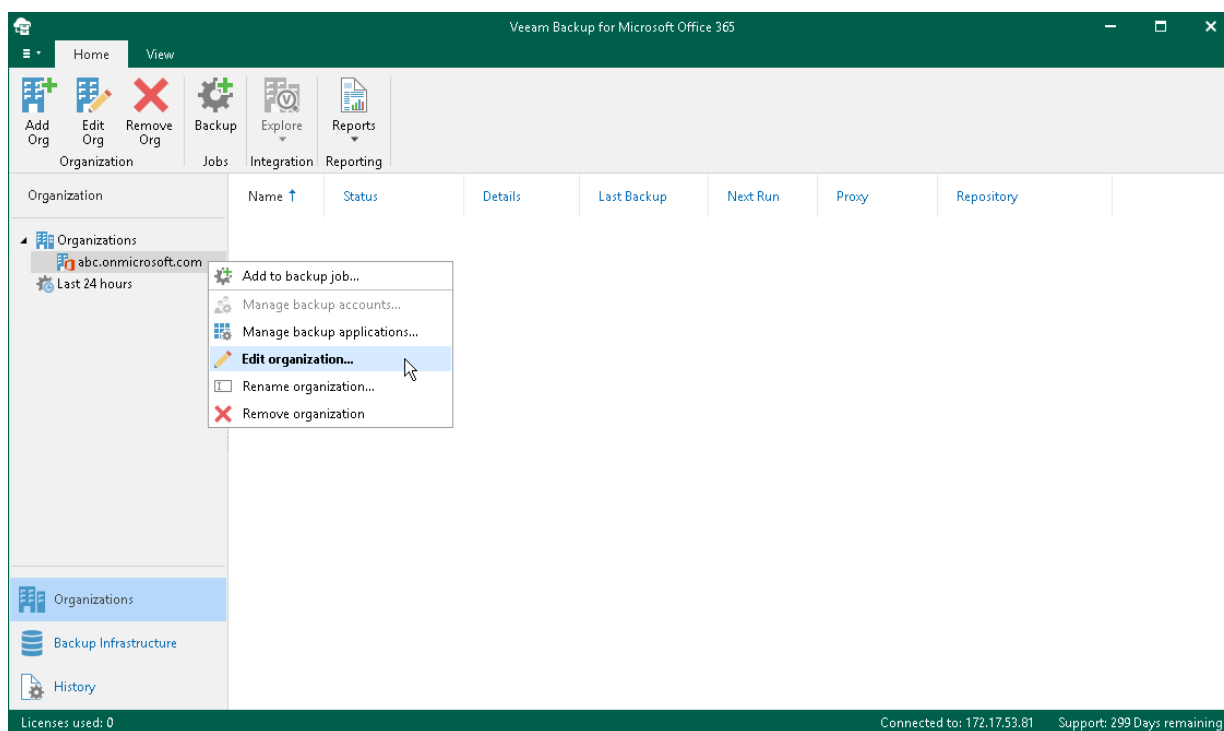 Veeam Backup for Microsoft Office 365
Home View
Add Org
Edit Org
Remove Org
Backup
Explore
Reports
Organization
Jobs
Integration
Reporting
Organization
Name ↑ Status Details Last Backup Next Run Proxy Repository
Organizations
abc.onmicrosoft.com
Last 24 hours
Add to backup job...
Manage backup accounts...
Manage backup applications...
Edit organization...
Rename organization...
Remove organization
Organizations
Backup Infrastructure
History
Licenses used: 0
Connected to: 172.17.53.81 Support: 299 Days remaining